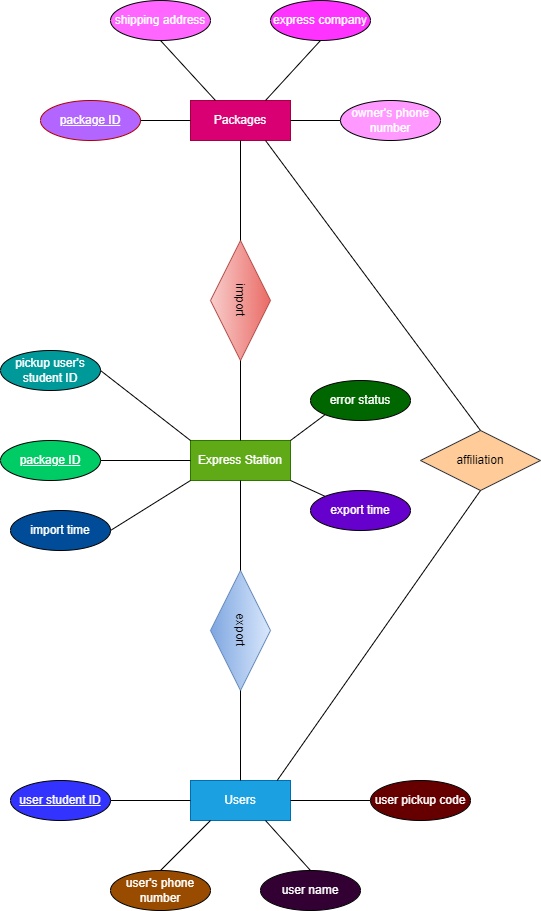 shipping address
express company
package ID
Packages
owner's phone
number
import
pickup user's
student ID
error status
package ID
Express Station
affiliation
import time
export time
export
user student ID
Users
user pickup code
user's phone
number
user name